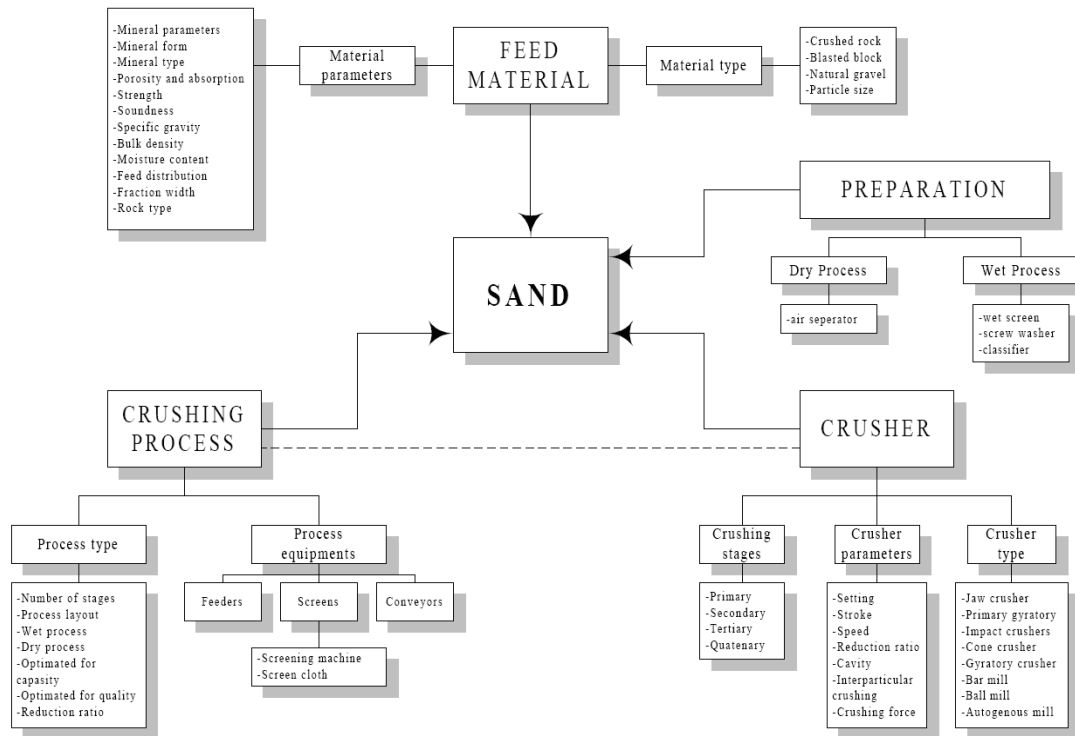 -Mineral parameters
-Mineral form
-Mineral type
-Porosity and absorption
-Strength
-Soundness
-Specific gravity
-Bulk density
-Moisture content
-Feed distribution
-Fraction width
-Rock type
Material
parameters
FEED
MATERIAL
Material type
-Crushed rock
-Blasted block
-Natural gravel
-Particle size
PREPARATION
Dry Process
-air seperator
Wet Process
-wet screen
-screw washer
-classifier
SAND
CRUSHING
PROCESS
Process type
-Number of stages
-Process layout
-Wet process
-Dry process
-Optimated for
capasity
-Optimated for quality
-Reduction ratio
Process
equipments
Feeders
Screens
Conveyors
-Screening machine
-Screen cloth
CRUSHER
Crushing
stages
-Primary
-Secondary
-Tertiary
-Quatenary
Crusher
parameters
-Setting
-Stroke
-Speed
-Reduction ratio
-Cavity
-Interparticular
crushing
-Crushing force
Crusher
type
-Jaw crusher
-Primary gyratory
-Impact crushers
-Cone crusher
-Gyratory crusher
-Bar mill
-Ball mill
-Autogenous mill